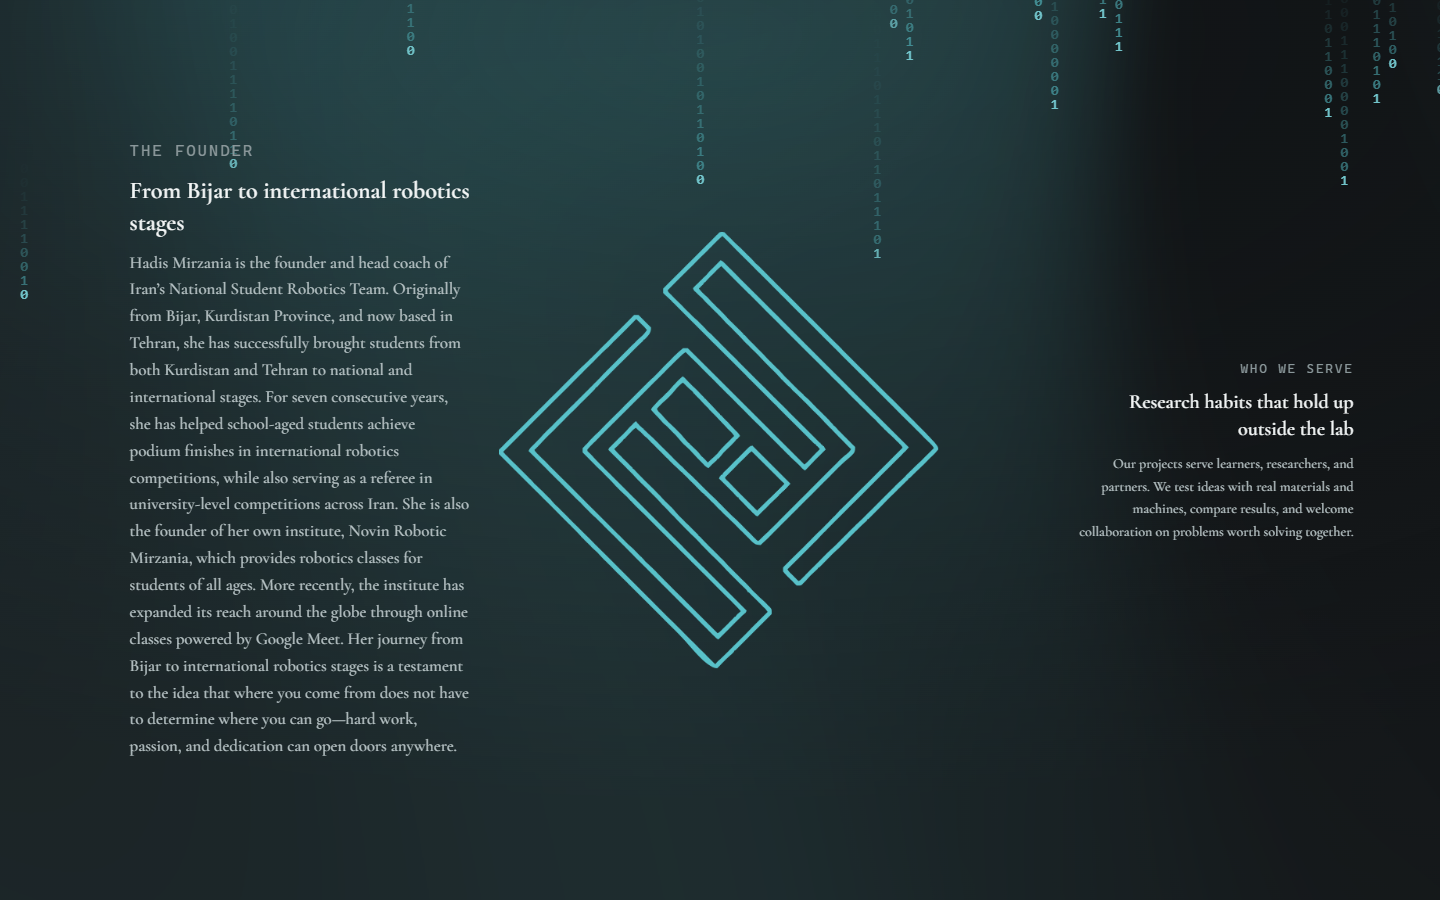 THE FOUNDER
From Bijar to international robotics
stages
Hadis Mirzania is the founder and head coach of
Iran’s National Student Robotics Team. Originally
from Bijar, Kurdistan Province, and now based in
Tehran, she has successfully brought students from
both Kurdistan and Tehran to national and
international stages. For seven consecutive years,
she has helped school-aged students achieve
podium finishes in international robotics
competitions, while also serving as a referee in
university-level competitions across Iran. She is also
the founder of her own institute, Novin Robotic
Mirzania, which provides robotics classes for
students of all ages. More recently, the institute has
expanded its reach around the globe through online
classes powered by Google Meet. Her journey from
Bijar to international robotics stages is a testament
to the idea that where you come from does not have
to determine where you can go—hard work,
passion, and dedication can open doors anywhere.
WHO WE SERVE
Research habits that hold up
outside the lab
Our projects serve learners, researchers, and
partners. We test ideas with real materials and
machines, compare results, and welcome
collaboration on problems worth solving together.